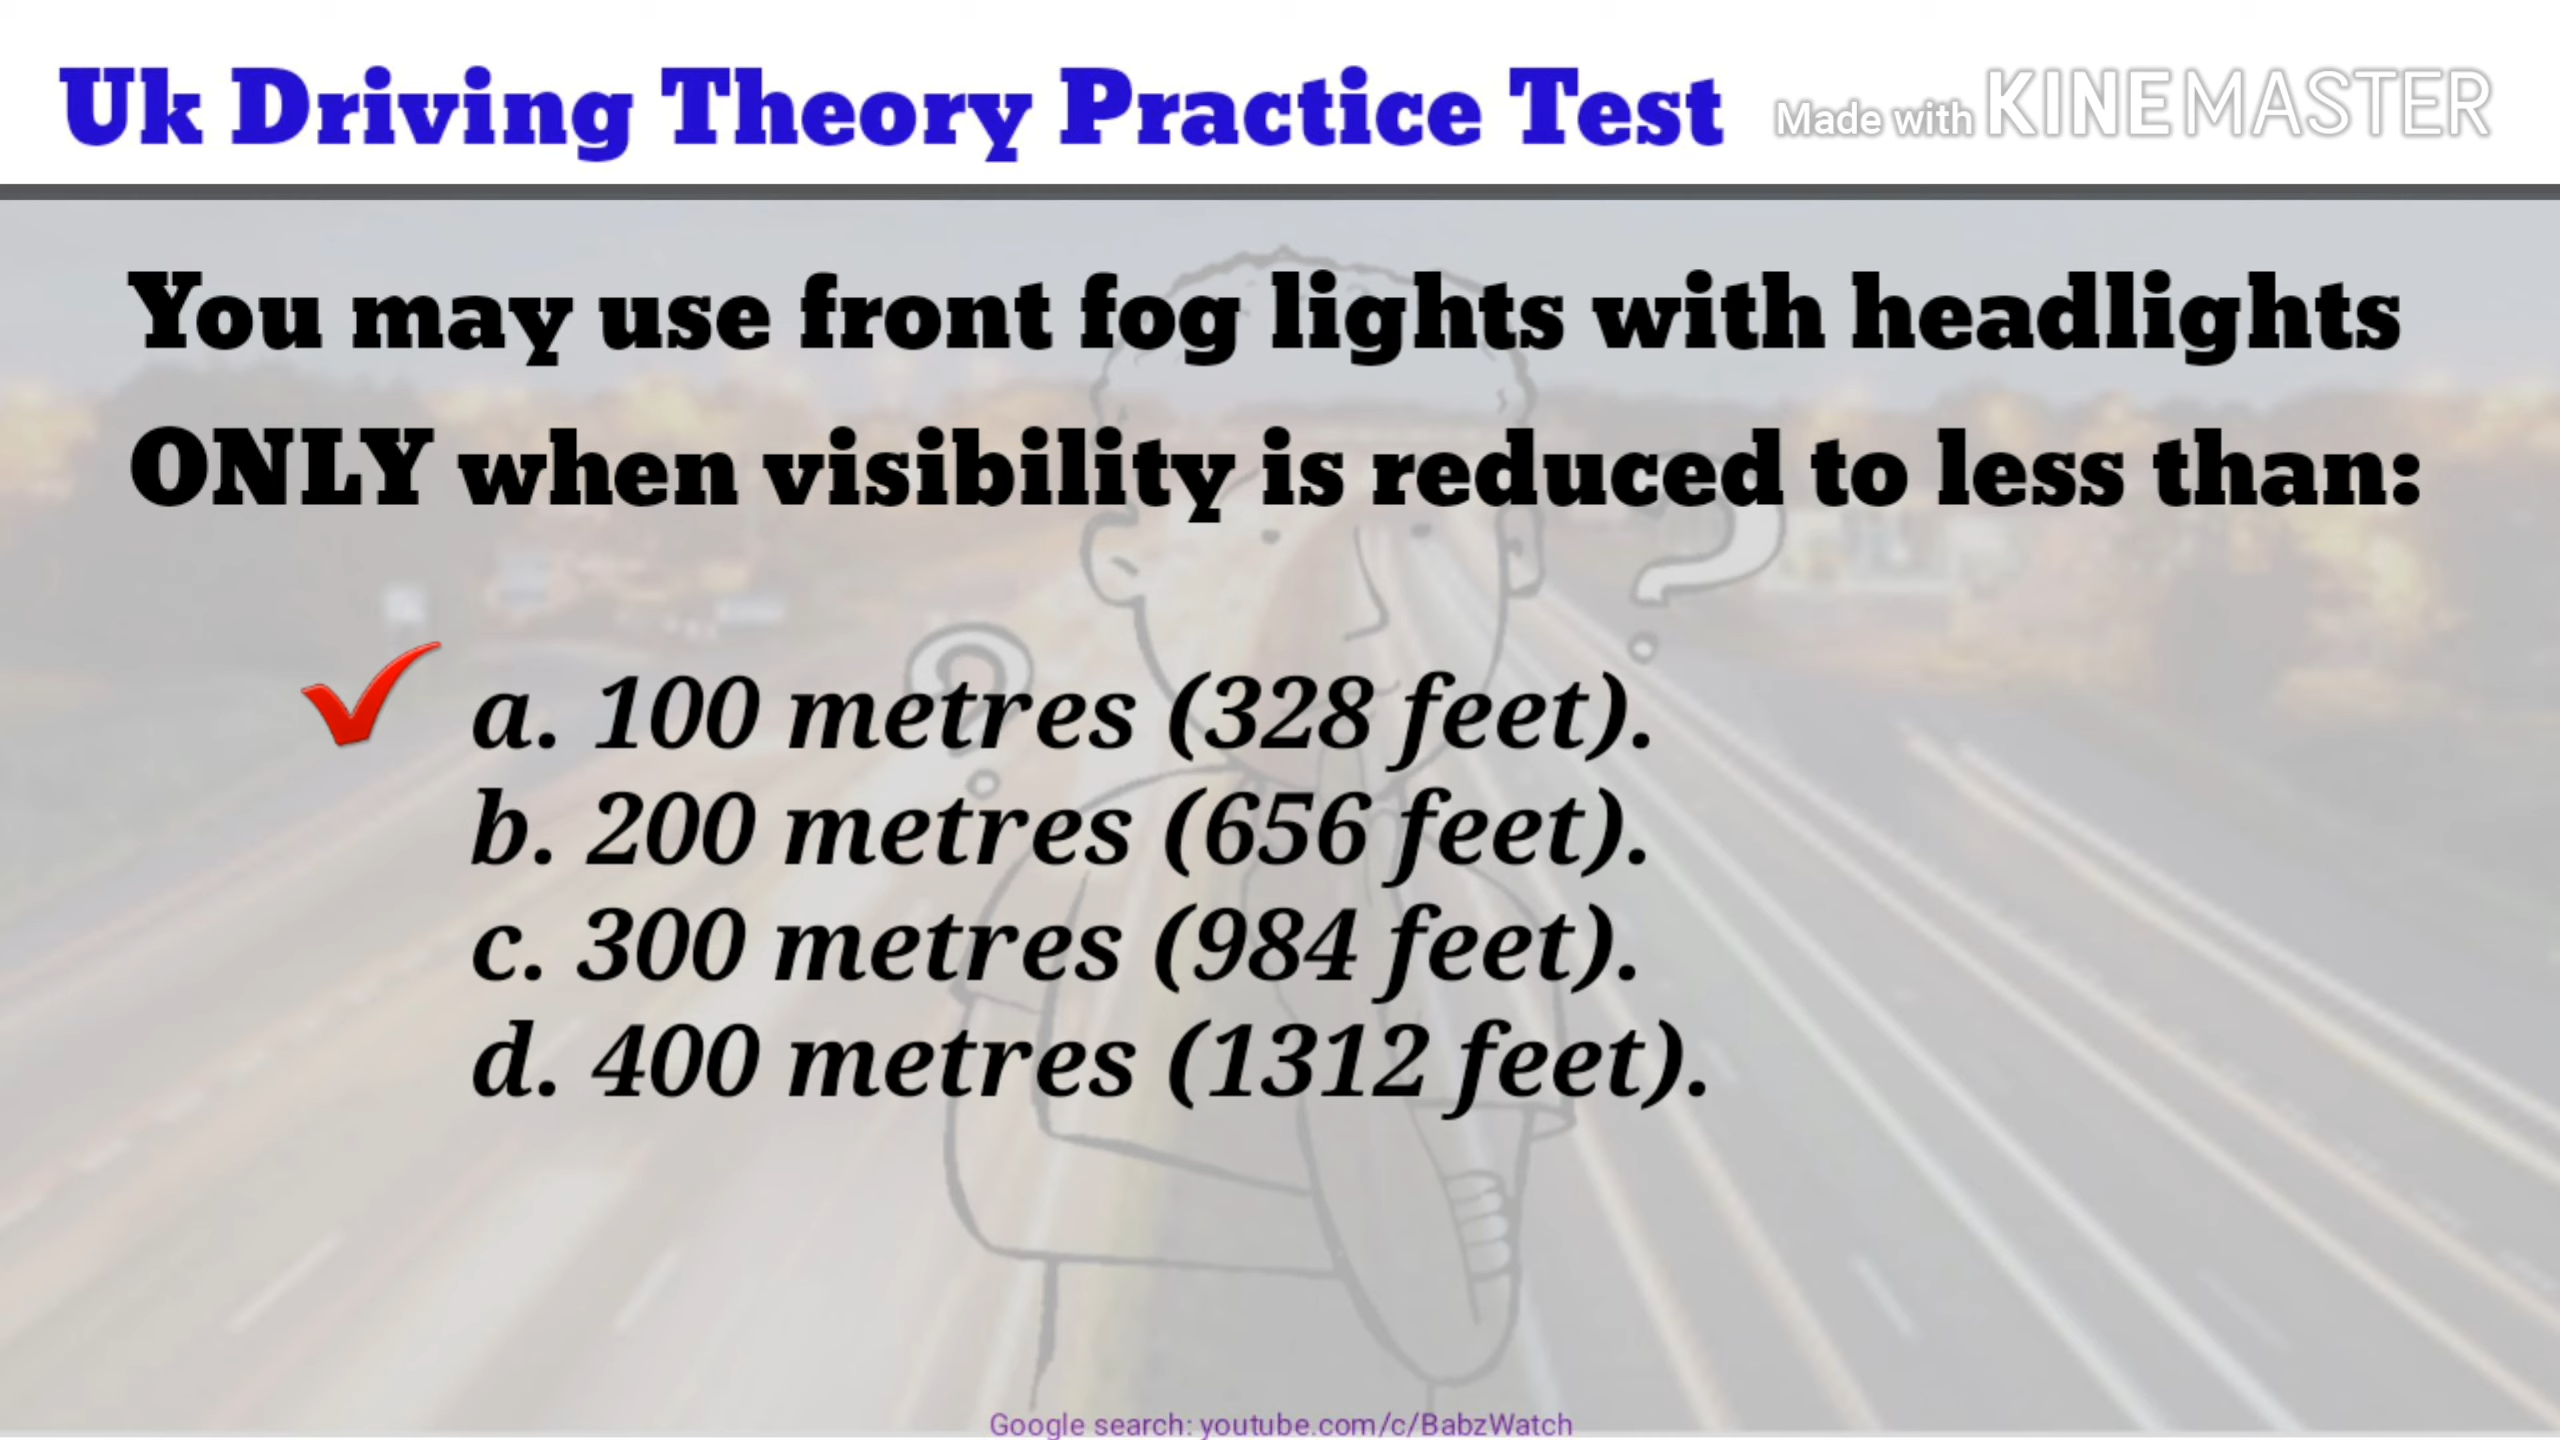 Uk Driving Theory Practice Test
Made with KINEMASTER
You may use front fog lights with headlights
ONLY when visibility is reduced to less than:
a. 100 metres (328 feet).
b. 200 metres (656 feet).
c. 300 metres (984 feet).
d. 400 metres (1312 feet).
Google search: youtube.com/c/BabzWatch